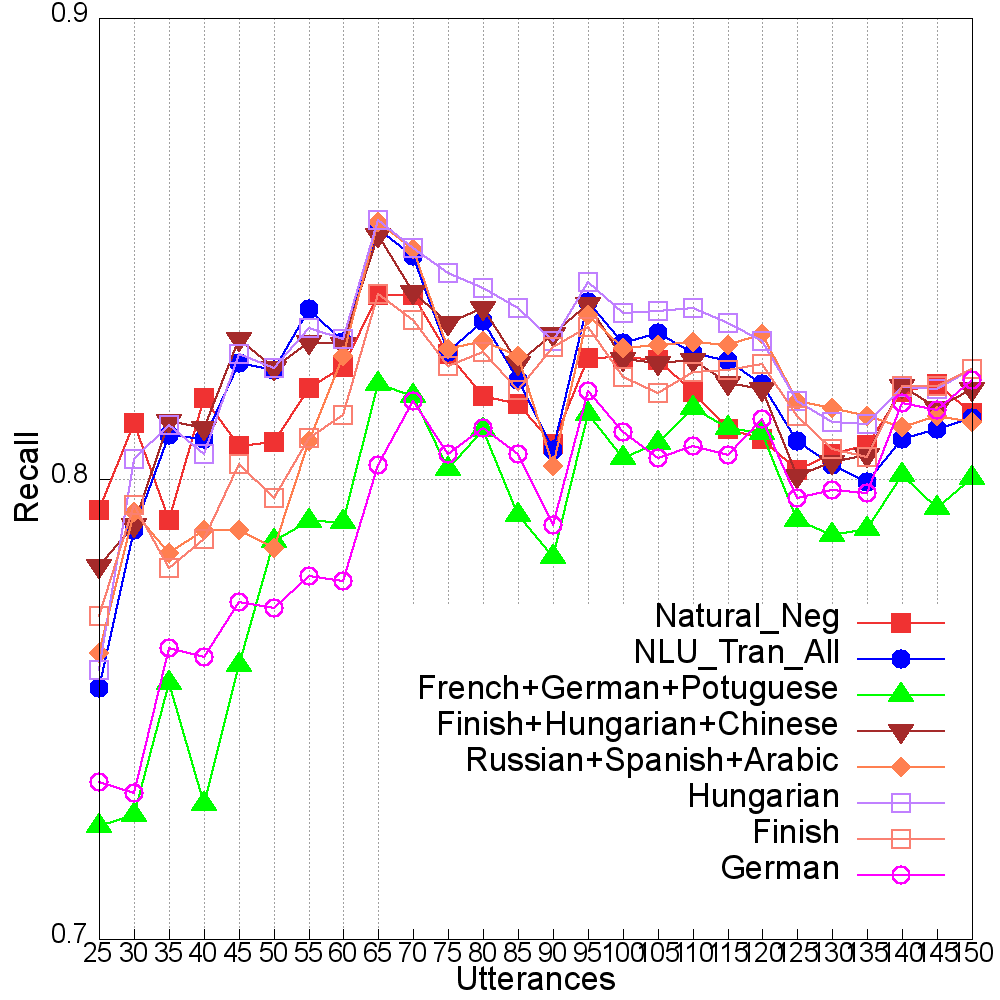 0.9
0.8
0.7
Recall
Natural_Neg
NLU_Tran_All
French+German+Potuguese
Finish+Hungarian+Chinese
Russian+Spanish+Arabic
Hungarian
Finish
German
25 30 35 40 45 50 55 60 65 70 75 80 85 90 95 100 105 110 115 120 125 130 135 140 145 150
Utterances